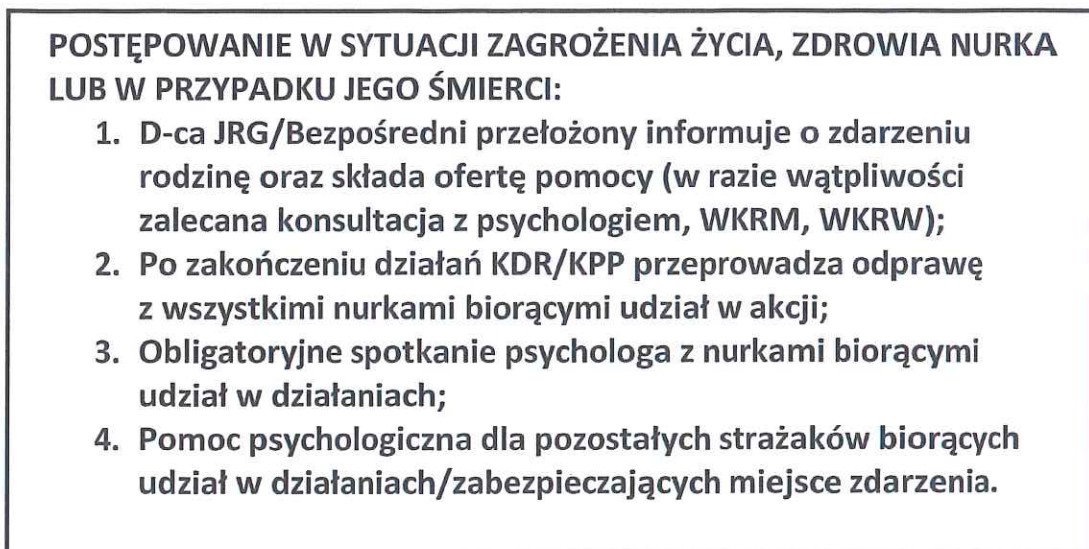 POSTĘPOWANIE W SYTUACJI ZAGROŻENIA ŻYCIA, ZDROWIA NURKA
LUB W PRZYPADKU JEGO ŚMIERCI:
1. D-ca JRG/Bezpośredni przełożony informuje o zdarzeniu
rodzinę oraz składa ofertę pomocy (w razie wątpliwości
zalecana konsultacja z psychologiem, WKRM, WKRW);
2. Po zakończeniu działań KDR/KPP przeprowadza odprawę
z wszystkimi nurkami biorącymi udział w akcji;
3. Obligatoryjne spotkanie psychologa z nurkami biorącymi
udział w działaniach;
4. Pomoc psychologiczna dla pozostałych strażaków biorących
udział w działaniach/zabezpieczających miejsce zdarzenia.